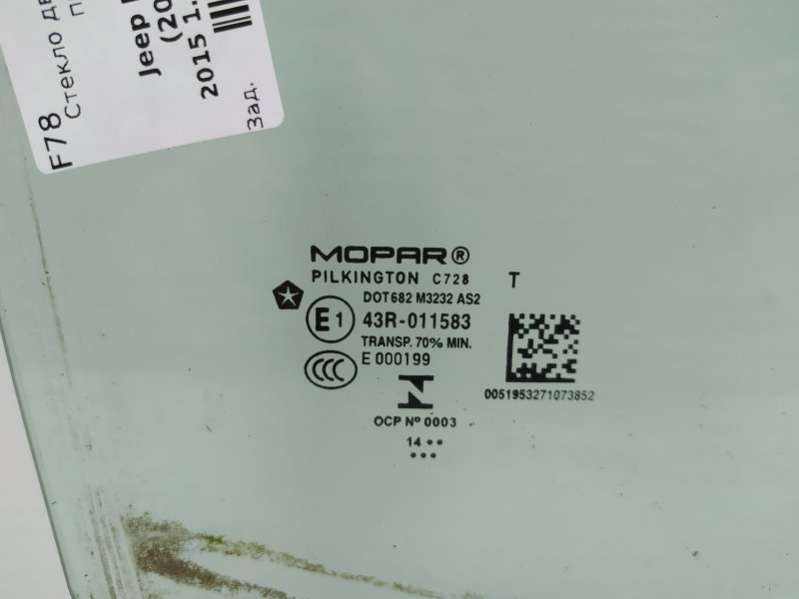 F78
Стекло
Jeep
(20
2015 1.
Зад.
MOPAR®
PILKINGTON C728 T
DOT682 M3232 AS2
E1 43R-011583
TRANSP. 70% MIN.
E 000199
CCC
N
OCP Nº 0003
14 ••
•••
0051953271073852